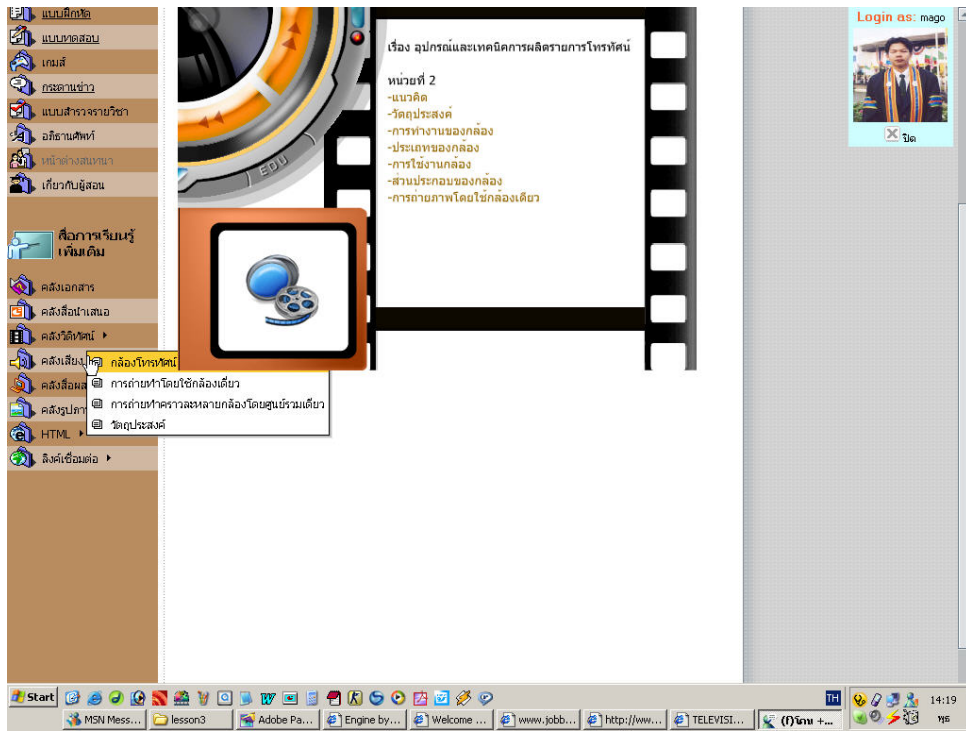 แบบฝึกหัด
แบบทดสอบ
เกมส์
กระดานข่าว
แบบสำรวจรายวิชา
อภิธานศัพท์
หน้าต่างสนทนา
เกี่ยวกับผู้สอน
สื่อการเรียนรู้
เพิ่มเติม
คลังเอกสาร
คลังสื่อนำเสนอ
คลังวิดิทัศน์
คลังเสียง
คลังสื่อผส
คลังรูปภา
HTML
ลิงค์เชื่อมต่อ
กล้องโทรทัศน์
การถ่ายทำโดยใช้กล้องเดี่ยว
การถ่ายทำคราวละหลายกล้องโดยศูนย์รวมเดียว
วัตถุประสงค์
EDU
เรื่อง อุปกรณ์และเทคนิคการผลิตรายการโทรทัศน์
หน่วยที่ 2
-แนวคิด
-วัตถุประสงค์
-การทำงานของกล้อง
-ประเภทของกล้อง
-การใช้งานกล้อง
-ส่วนประกอบของกล้อง
-การถ่ายภาพโดยใช้กล้องเดียว
Login as: mago
ปิด
Start
TH
14:19
MSN Mess...
lesson3
Adobe Pa...
Engine by...
Welcome ...
www.jobb...
http://ww...
TELEVISI...
(f)โดม +...
พุธ